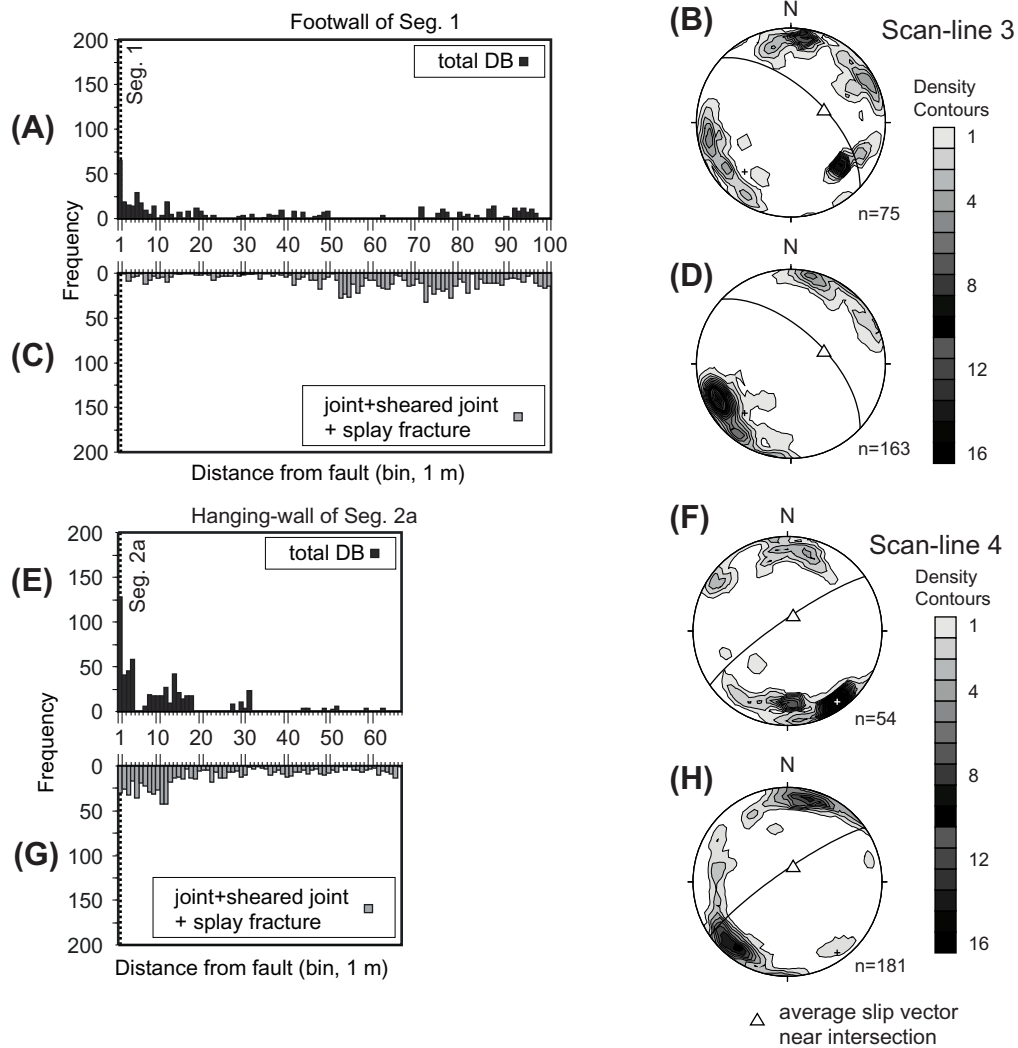 Footwall of Seg. 1
(A)
200
150
100
50
0
Seg. 1
total DB
1 10 20 30 40 50 60 70 80 90 100
Frequency
(C)
0
50
100
150
200
joint+sheared joint
+ splay fracture
Distance from fault (bin, 1 m)
(B)
N
n=75
Scan-line 3
Density
Contours
1
4
8
12
16
(D)
N
n=163
Hanging-wall of Seg. 2a
(E)
200
150
100
50
0
Seg. 2a
total DB
1 10 20 30 40 50 60
Frequency
(G)
0
50
100
150
200
joint+sheared joint
+ splay fracture
Distance from fault (bin, 1 m)
(F)
N
n=54
Scan-line 4
Density
Contours
1
4
8
12
16
(H)
N
n=181
average slip vector
near intersection